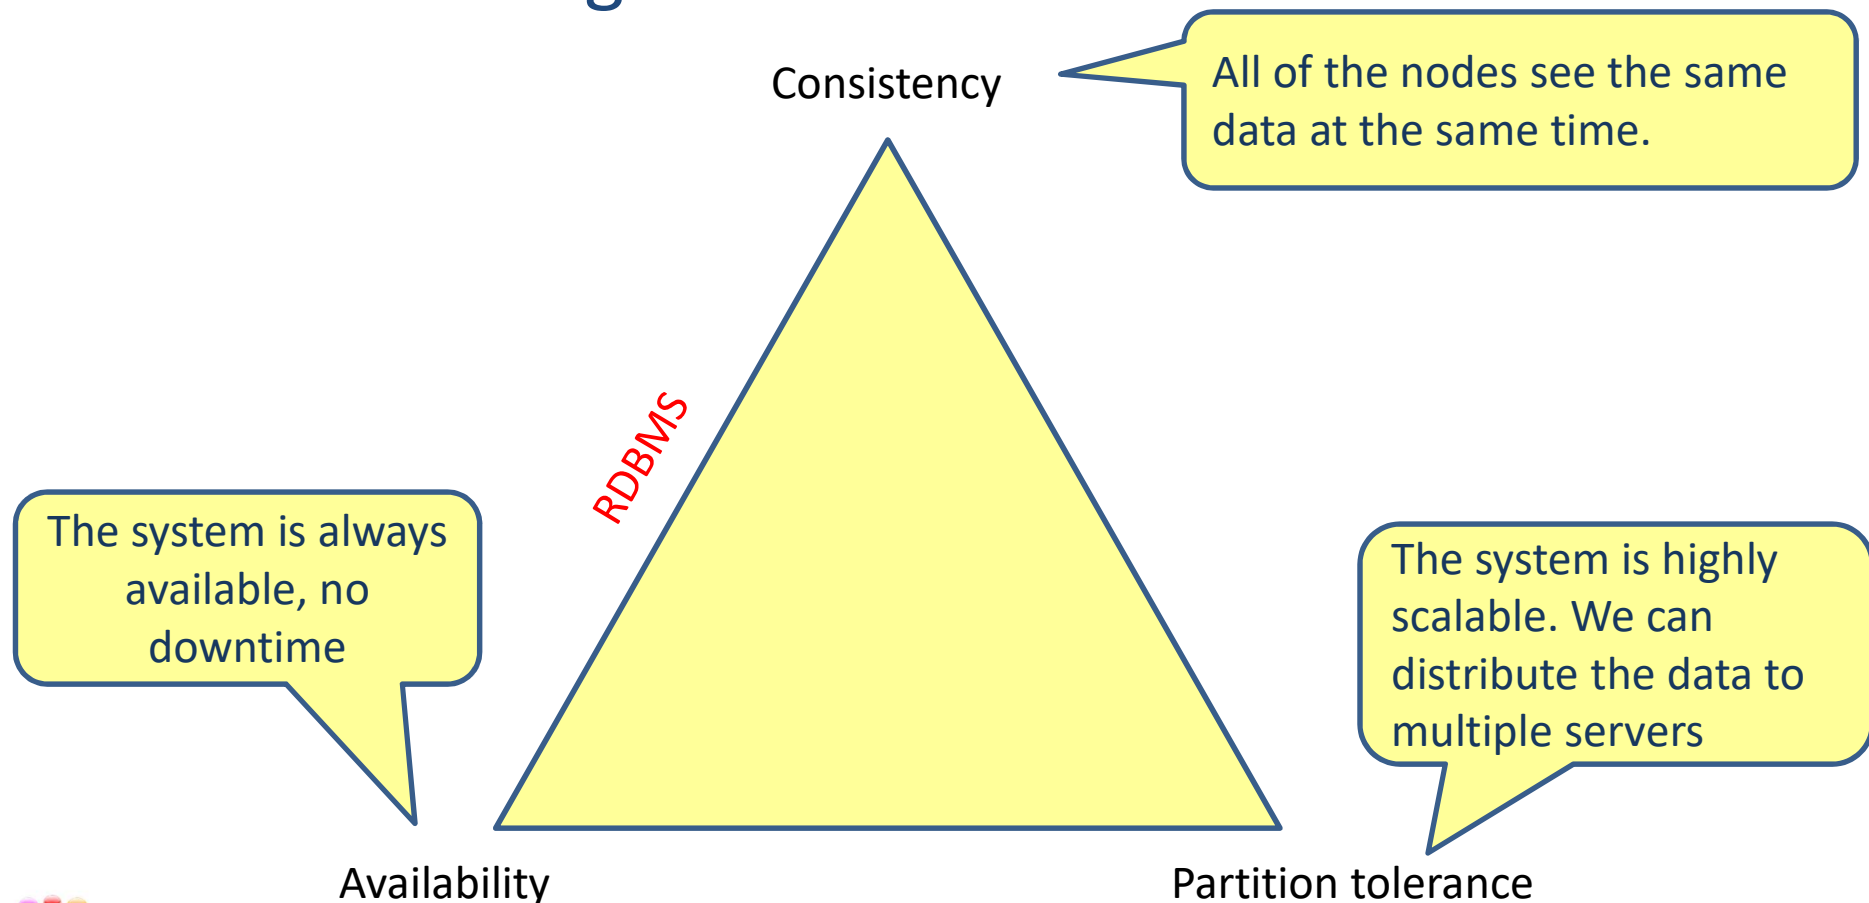 Consistency
All of the nodes see the same
data at the same time.
RDBMS
The system is always
available, no
downtime
The system is highly
scalable. We can
distribute the data to
multiple servers
Availability
Partition tolerance